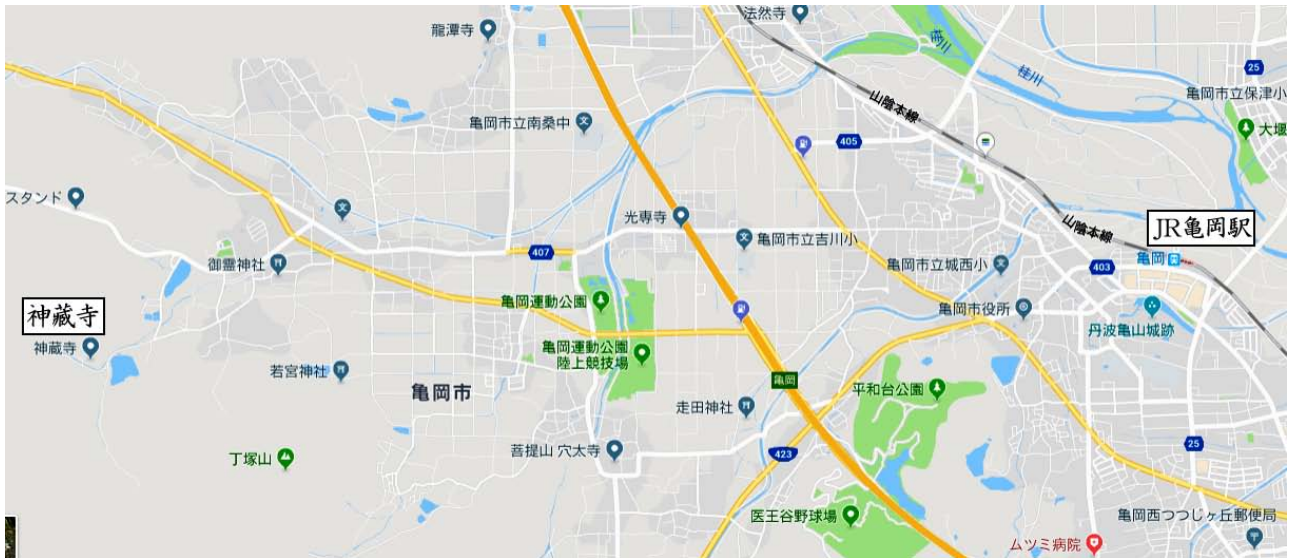 法然寺
龍潭寺
桂川
桂川
25
亀岡市立保津小
山陰本線
亀岡市立南桑中
大堰
405
スタンド
光専寺
亀岡市立吉川小
山陰本線
JR亀岡駅
407
御霊神社
亀岡市立城西小
亀岡
403
神蔵寺
亀岡運動公園
亀岡市役所
丹波亀山城跡
神蔵寺
亀岡運動公園
陸上競技場
若宮神社
亀岡
平和台公園
亀岡市
走田神社
丁塚山
菩提山 穴太寺
423
25
医王谷野球場
亀岡西つつじヶ丘郵便局
ムツミ病院